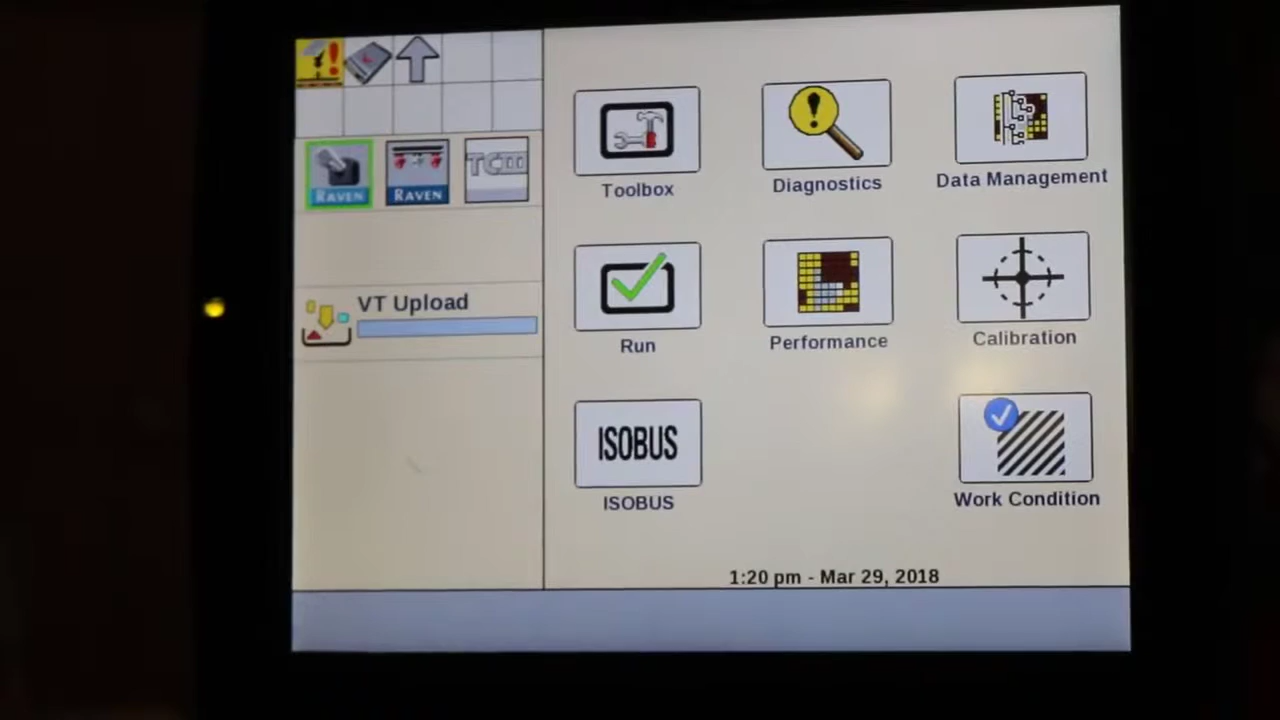 RAVEN
RAVEN
VT Upload
Toolbox
Diagnostics
Data Management
Run
Performance
Calibration
ISOBUS
ISOBUS
Work Condition
1:20 pm - Mar 29, 2018